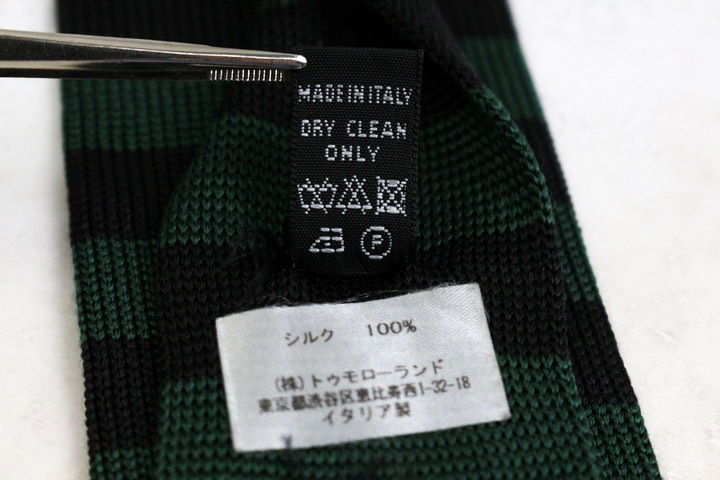 MADE IN ITALY
DRY CLEAN
ONLY
P
シルク 100%
(株)トゥモローランド
東京都渋谷区恵比寿西1-32-18
イタリア製